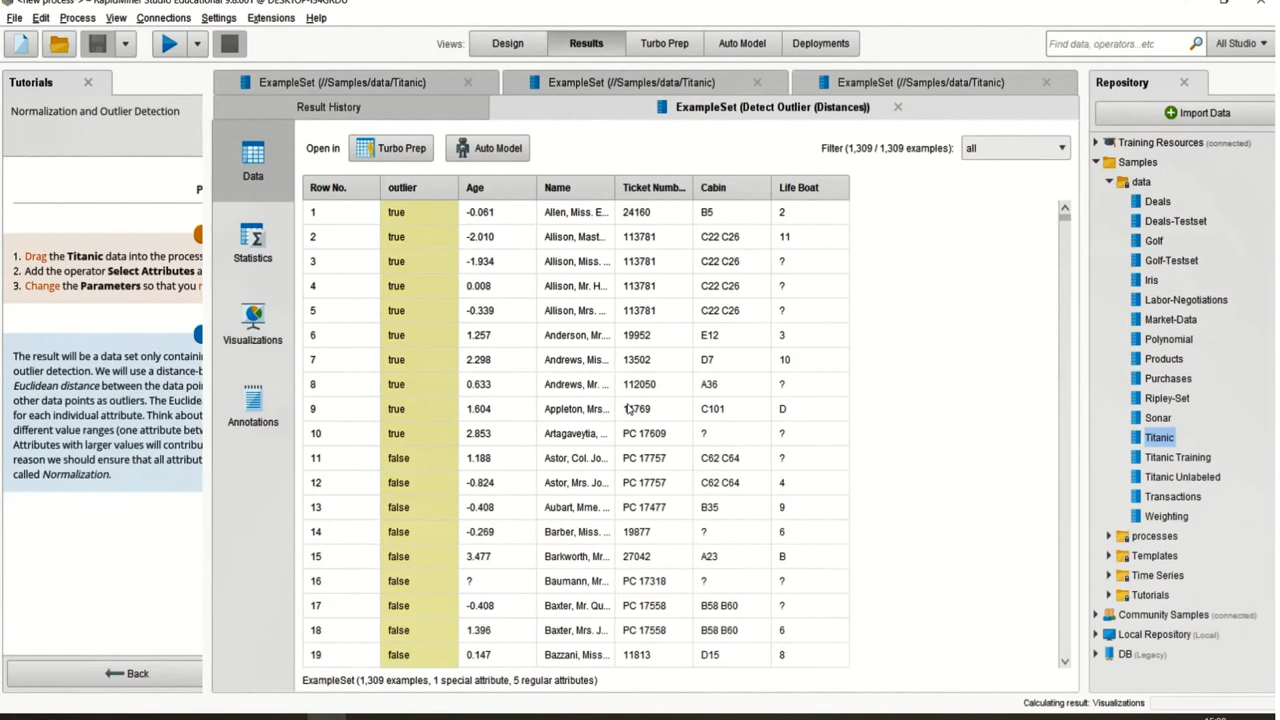 <new process> – RapidMiner Studio Educational 9.8.001 @ DESKTOP-I54GRDU
File Edit Process View Connections Settings Extensions Help
Views: Design Results Turbo Prep Auto Model Deployments
Find data, operators...etc
All Studio
Tutorials
Normalization and Outlier Detection
P
1. Drag the Titanic data into the proces
2. Add the operator Select Attributes a
3. Change the Parameters so that you
The result will be a data set only contain
outlier detection. We will use a distance-b
Euclidean distance between the data poi
other data points as outliers. The Euclide
for each individual attribute. Think about
different value ranges (one attribute betw
Attributes with larger values will contribu
reason we should ensure that all attribut
called Normalization.
Back
ExampleSet (//Samples/data/Titanic)
ExampleSet (//Samples/data/Titanic)
ExampleSet (//Samples/data/Titanic)
Result History
ExampleSet (Detect Outlier (Distances))
Data
Statistics
Visualizations
Annotations
Open in Turbo Prep Auto Model
Filter (1,309 / 1,309 examples): all
Row No. outlier Age Name Ticket Numb... Cabin Life Boat
1 true -0.061 Allen, Miss. E... 24160 B5 2
2 true -2.010 Allison, Mast... 113781 C22 C26 11
3 true -1.934 Allison, Miss. ... 113781 C22 C26 ?
4 true 0.008 Allison, Mr. H... 113781 C22 C26 ?
5 true -0.339 Allison, Mrs. ... 113781 C22 C26 ?
6 true 1.257 Anderson, Mr.... 19952 E12 3
7 true 2.298 Andrews, Mis... 13502 D7 10
8 true 0.633 Andrews, Mr. ... 112050 A36 ?
9 true 1.604 Appleton, Mrs... C101 D
10 true 2.853 Artagaveytia, ... PC 17609 ? ?
11 false 1.188 Astor, Col. Jo... PC 17757 C62 C64 ?
12 false -0.824 Astor, Mrs. Jo... PC 17757 C62 C64 4
13 false -0.408 Aubart, Mme. ... PC 17477 B35 9
14 false -0.269 Barber, Miss. ... 19877 ? 6
15 false 3.477 Barkworth, Mr... 27042 A23 B
16 false ? Baumann, Mr... PC 17318 ? ?
17 false -0.408 Baxter, Mr. Qu... PC 17558 B58 B60 ?
18 false 1.396 Baxter, Mrs. J... PC 17558 B58 B60 6
19 false 0.147 Bazzani, Miss... 11813 D15 8
ExampleSet (1,309 examples, 1 special attribute, 5 regular attributes)
Repository
Import Data
Training Resources (connected)
Samples
data
Deals
Deals-Testset
Golf
Golf-Testset
Iris
Labor-Negotiations
Market-Data
Polynomial
Products
Purchases
Ripley-Set
Sonar
Titanic
Titanic Training
Titanic Unlabeled
Transactions
Weighting
processes
Templates
Time Series
Tutorials
Community Samples (connected)
Local Repository (Local)
DB (Legacy)
Calculating result: Visualizations